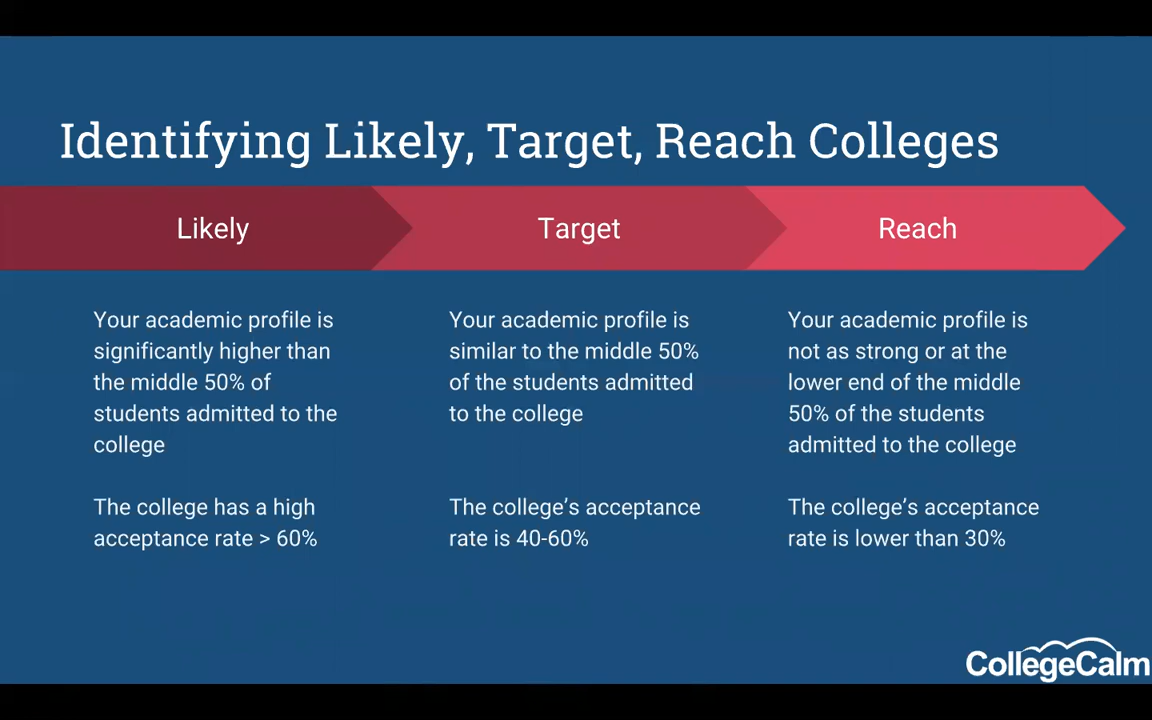 Identifying Likely, Target, Reach Colleges
Likely
Target
Reach
Your academic profile is
significantly higher than
the middle 50% of
students admitted to the
college
The college has a high
acceptance rate > 60%
Your academic profile is
similar to the middle 50%
of the students admitted
to the college
The college’s acceptance
rate is 40-60%
Your academic profile is
not as strong or at the
lower end of the middle
50% of the students
admitted to the college
The college’s acceptance
rate is lower than 30%
CollegeCalm